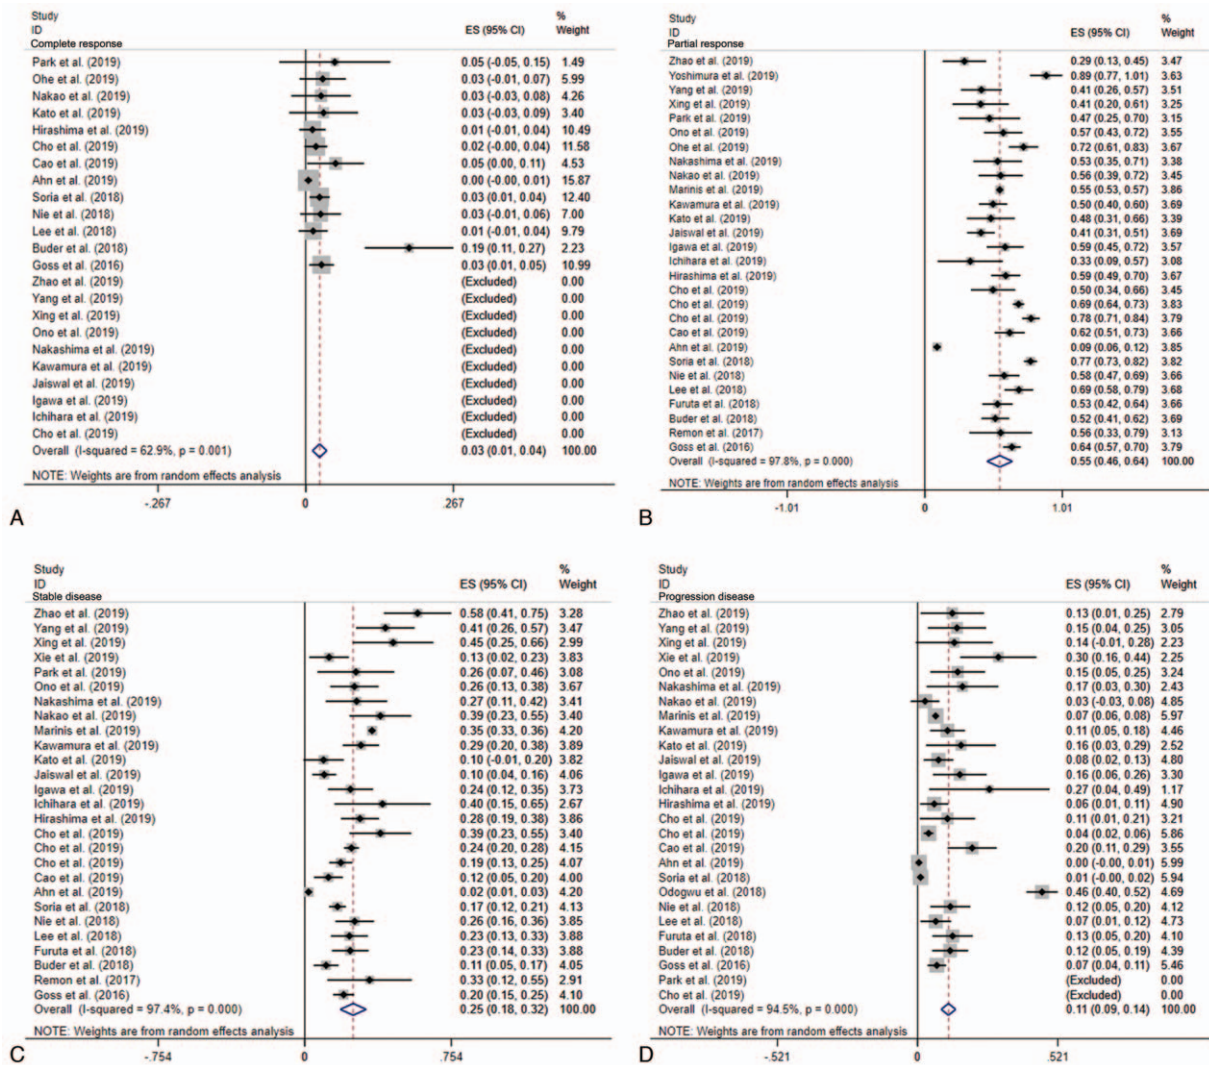 Study %
ID ES (95% CI) Weight
Complete response
Park et al. (2019) 0.05 (-0.05, 0.15) 1.49
Ohe et al. (2019) 0.03 (-0.01, 0.07) 5.99
Nakao et al. (2019) 0.03 (-0.03, 0.08) 4.26
Kato et al. (2019) 0.03 (-0.03, 0.09) 3.40
Hirashima et al. (2019) 0.01 (-0.01, 0.04) 10.49
Cho et al. (2019) 0.02 (-0.00, 0.04) 11.58
Cao et al. (2019) 0.05 (0.00, 0.11) 4.53
Ahn et al. (2019) 0.00 (-0.00, 0.01) 15.87
Soria et al. (2018) 0.03 (0.01, 0.04) 12.40
Nie et al. (2018) 0.03 (-0.01, 0.06) 7.00
Lee et al. (2018) 0.01 (-0.01, 0.04) 9.79
Buder et al. (2018) 0.19 (0.11, 0.27) 2.23
Goss et al. (2016) 0.03 (0.01, 0.05) 10.99
Zhao et al. (2019) (Excluded) 0.00
Yang et al. (2019) (Excluded) 0.00
Xing et al. (2019) (Excluded) 0.00
Ono et al. (2019) (Excluded) 0.00
Nakashima et al. (2019) (Excluded) 0.00
Kawamura et al. (2019) (Excluded) 0.00
Jaiswal et al. (2019) (Excluded) 0.00
Igawa et al. (2019) (Excluded) 0.00
Ichihara et al. (2019) (Excluded) 0.00
Cho et al. (2019) (Excluded) 0.00
Overall (I-squared = 62.9%, p = 0.001) 0.03 (0.01, 0.04) 100.00
NOTE: Weights are from random effects analysis
-.267 0 .267
A
Study %
ID ES (95% CI) Weight
Partial response
Zhao et al. (2019) 0.29 (0.13, 0.45) 3.47
Yoshimura et al. (2019) 0.89 (0.77, 1.01) 3.63
Yang et al. (2019) 0.41 (0.26, 0.57) 3.51
Xing et al. (2019) 0.41 (0.20, 0.61) 3.25
Park et al. (2019) 0.47 (0.25, 0.70) 3.15
Ono et al. (2019) 0.57 (0.43, 0.72) 3.55
Ohe et al. (2019) 0.72 (0.61, 0.83) 3.67
Nakashima et al. (2019) 0.53 (0.35, 0.71) 3.38
Nakao et al. (2019) 0.56 (0.39, 0.72) 3.45
Marinis et al. (2019) 0.55 (0.53, 0.57) 3.86
Kawamura et al. (2019) 0.50 (0.40, 0.60) 3.69
Kato et al. (2019) 0.48 (0.31, 0.66) 3.39
Jaiswal et al. (2019) 0.41 (0.31, 0.51) 3.69
Igawa et al. (2019) 0.59 (0.45, 0.72) 3.57
Ichihara et al. (2019) 0.33 (0.09, 0.57) 3.08
Hirashima et al. (2019) 0.59 (0.49, 0.70) 3.67
Cho et al. (2019) 0.50 (0.34, 0.66) 3.45
Cho et al. (2019) 0.69 (0.64, 0.73) 3.83
Cho et al. (2019) 0.78 (0.71, 0.84) 3.79
Cao et al. (2019) 0.62 (0.51, 0.73) 3.66
Ahn et al. (2019) 0.09 (0.06, 0.12) 3.85
Soria et al. (2018) 0.77 (0.73, 0.82) 3.82
Nie et al. (2018) 0.58 (0.47, 0.69) 3.66
Lee et al. (2018) 0.69 (0.58, 0.79) 3.68
Furuta et al. (2018) 0.53 (0.42, 0.64) 3.66
Buder et al. (2018) 0.52 (0.41, 0.62) 3.69
Remon et al. (2017) 0.56 (0.33, 0.79) 3.13
Goss et al. (2016) 0.64 (0.57, 0.70) 3.79
Overall (I-squared = 97.8%, p = 0.000) 0.55 (0.46, 0.64) 100.00
NOTE: Weights are from random effects analysis
-1.01 0 1.01
B
Study %
ID ES (95% CI) Weight
Stable disease
Zhao et al. (2019) 0.58 (0.41, 0.75) 3.28
Yang et al. (2019) 0.41 (0.26, 0.57) 3.47
Xing et al. (2019) 0.45 (0.25, 0.66) 2.99
Xie et al. (2019) 0.13 (0.02, 0.23) 3.83
Park et al. (2019) 0.26 (0.07, 0.46) 3.08
Ono et al. (2019) 0.26 (0.13, 0.38) 3.67
Nakashima et al. (2019) 0.27 (0.11, 0.42) 3.41
Nakao et al. (2019) 0.39 (0.23, 0.55) 3.40
Marinis et al. (2019) 0.35 (0.33, 0.36) 4.20
Kawamura et al. (2019) 0.29 (0.20, 0.38) 3.89
Kato et al. (2019) 0.10 (-0.01, 0.20) 3.82
Jaiswal et al. (2019) 0.10 (0.04, 0.16) 4.06
Igawa et al. (2019) 0.24 (0.12, 0.35) 3.73
Ichihara et al. (2019) 0.40 (0.15, 0.65) 2.67
Hirashima et al. (2019) 0.28 (0.19, 0.38) 3.86
Cho et al. (2019) 0.39 (0.23, 0.55) 3.40
Cho et al. (2019) 0.24 (0.20, 0.28) 4.15
Cho et al. (2019) 0.19 (0.13, 0.25) 4.07
Cao et al. (2019) 0.12 (0.05, 0.20) 4.00
Ahn et al. (2019) 0.02 (0.01, 0.03) 4.20
Soria et al. (2018) 0.17 (0.12, 0.21) 4.13
Nie et al. (2018) 0.26 (0.16, 0.36) 3.85
Lee et al. (2018) 0.23 (0.13, 0.33) 3.88
Furuta et al. (2018) 0.23 (0.14, 0.33) 3.88
Buder et al. (2018) 0.11 (0.05, 0.17) 4.05
Remon et al. (2017) 0.33 (0.12, 0.55) 2.91
Goss et al. (2016) 0.20 (0.15, 0.25) 4.10
Overall (I-squared = 97.4%, p = 0.000) 0.25 (0.18, 0.32) 100.00
NOTE: Weights are from random effects analysis
-.754 0 .754
C
Study %
ID ES (95% CI) Weight
Progression disease
Zhao et al. (2019) 0.13 (0.01, 0.25) 2.79
Yang et al. (2019) 0.15 (0.04, 0.25) 3.05
Xing et al. (2019) 0.14 (-0.01, 0.28) 2.23
Xie et al. (2019) 0.30 (0.16, 0.44) 2.25
Ono et al. (2019) 0.15 (0.05, 0.25) 3.24
Nakashima et al. (2019) 0.17 (0.03, 0.30) 2.43
Nakao et al. (2019) 0.03 (-0.03, 0.08) 4.85
Marinis et al. (2019) 0.07 (0.06, 0.08) 5.97
Kawamura et al. (2019) 0.11 (0.05, 0.18) 4.46
Kato et al. (2019) 0.16 (0.03, 0.29) 2.52
Jaiswal et al. (2019) 0.08 (0.02, 0.13) 4.80
Igawa et al. (2019) 0.16 (0.06, 0.26) 3.30
Ichihara et al. (2019) 0.27 (0.04, 0.49) 1.17
Hirashima et al. (2019) 0.06 (0.01, 0.11) 4.90
Cho et al. (2019) 0.11 (0.01, 0.21) 3.21
Cho et al. (2019) 0.04 (0.02, 0.06) 5.86
Cao et al. (2019) 0.20 (0.11, 0.29) 3.55
Ahn et al. (2019) 0.00 (-0.00, 0.01) 5.99
Soria et al. (2018) 0.01 (-0.00, 0.02) 5.94
Odogwu et al. (2018) 0.46 (0.40, 0.52) 4.69
Nie et al. (2018) 0.12 (0.05, 0.20) 4.12
Lee et al. (2018) 0.07 (0.01, 0.12) 4.73
Furuta et al. (2018) 0.13 (0.05, 0.20) 4.10
Buder et al. (2018) 0.12 (0.05, 0.19) 4.39
Goss et al. (2016) 0.07 (0.04, 0.11) 5.46
Park et al. (2019) (Excluded) 0.00
Cho et al. (2019) (Excluded) 0.00
Overall (I-squared = 94.5%, p = 0.000) 0.11 (0.09, 0.14) 100.00
NOTE: Weights are from random effects analysis
-.521 0 .521
D